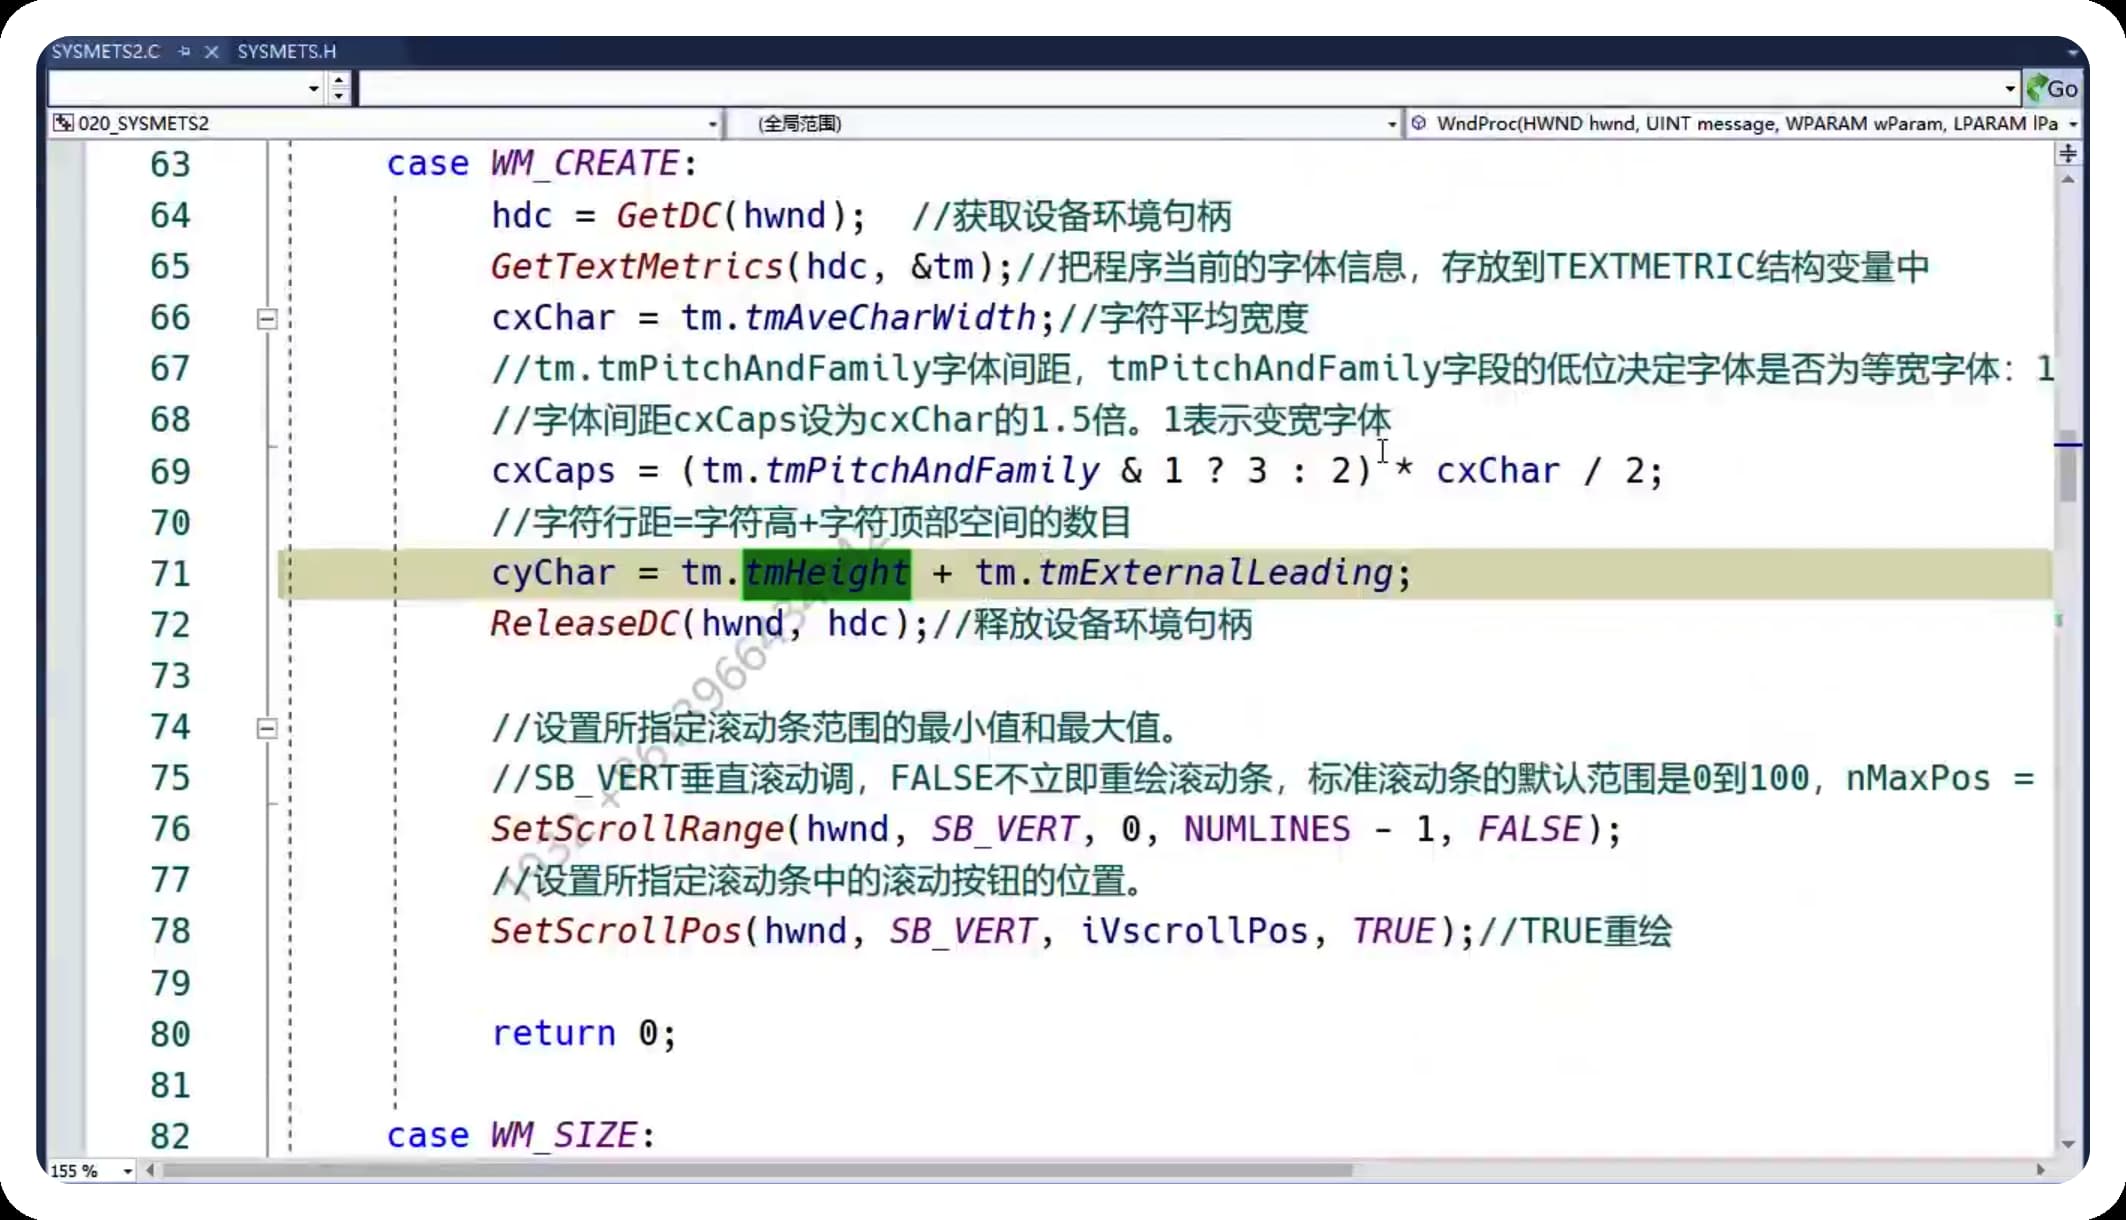 SYSMETS2.C SYSMETS.H
Go
020_SYSMETS2 (全局范围) WndProc(HWND hwnd, UINT message, WPARAM wParam, LPARAM lPa
63 case WM_CREATE:
64 hdc = GetDC(hwnd); //获取设备环境句柄
65 GetTextMetrics(hdc, &tm);//把程序当前的字体信息，存放到TEXTMETRIC结构变量中
66 cxChar = tm.tmAveCharWidth;//字符平均宽度
67 //tm.tmPitchAndFamily字体间距，tmPitchAndFamily字段的低位决定字体是否为等宽字体：1
68 //字体间距cxCaps设为cxChar的1.5倍。1表示变宽字体
69 cxCaps = (tm.tmPitchAndFamily & 1 ? 3 : 2) * cxChar / 2;
70 //字符行距=字符高+字符顶部空间的数目
71 cyChar = tm.tmHeight + tm.tmExternalLeading;
72 ReleaseDC(hwnd, hdc);//释放设备环境句柄
73
74 //设置所指定滚动条范围的最小值和最大值。
75 //SB_VERT垂直滚动调，FALSE不立即重绘滚动条，标准滚动条的默认范围是0到100，nMaxPos =
76 SetScrollRange(hwnd, SB_VERT, 0, NUMLINES - 1, FALSE);
77 //设置所指定滚动条中的滚动按钮的位置。
78 SetScrollPos(hwnd, SB_VERT, iVscrollPos, TRUE);//TRUE重绘
79
80 return 0;
81
82 case WM_SIZE:
155 %